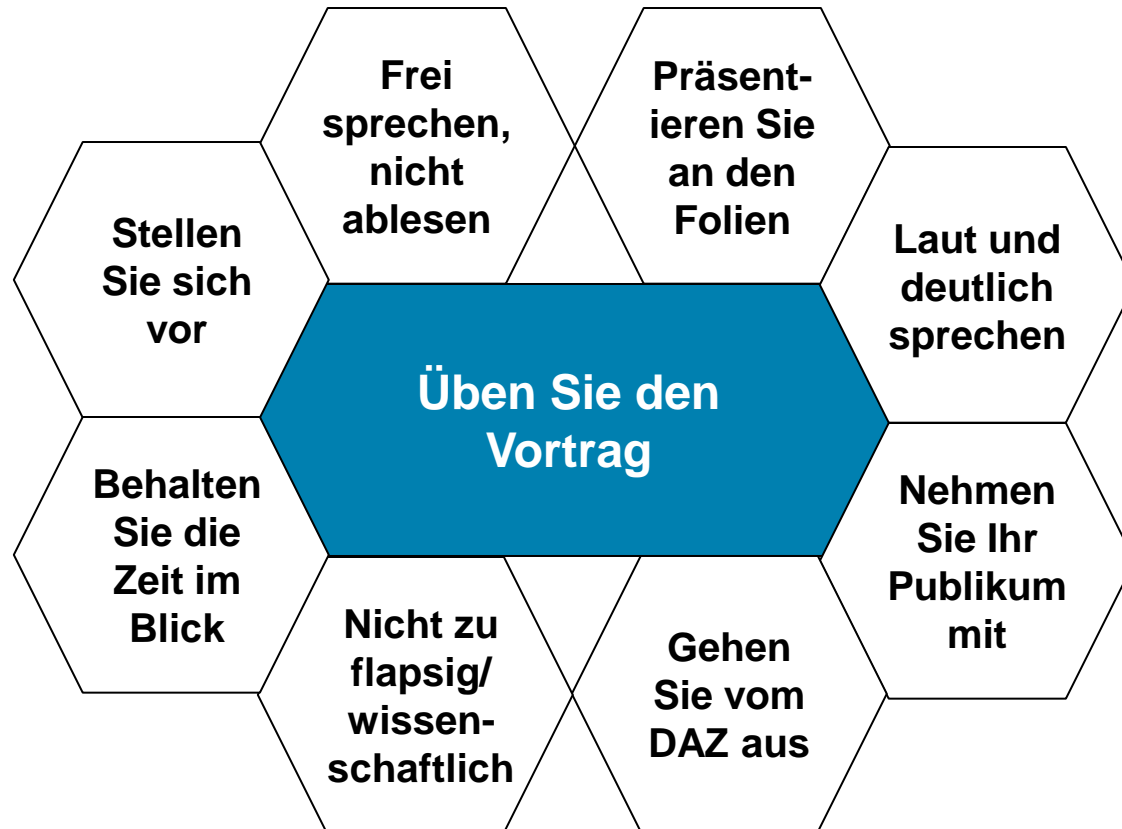 Frei
sprechen,
nicht
ablesen
Präsent-
ieren Sie
an den
Folien
Stellen
Sie sich
vor
Laut und
deutlich
sprechen
Üben Sie den
Vortrag
Behalten
Sie die
Zeit im
Blick
Nehmen
Sie Ihr
Publikum
mit
Nicht zu
flapsig/
wissen-
schaftlich
Gehen
Sie vom
DAZ aus